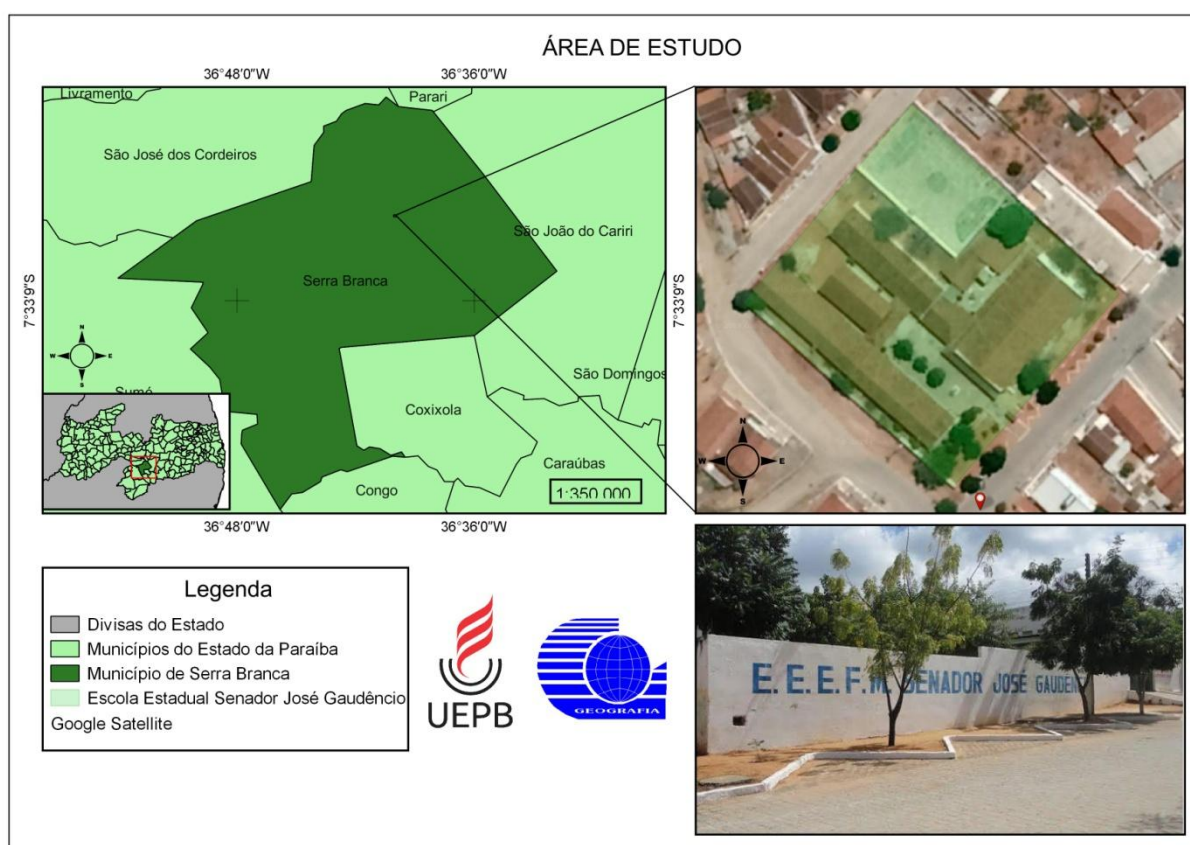 ÁREA DE ESTUDO
36°48'0"W
36°36'0"W
Livramento
Parari
São José dos Cordeiros
São João do Cariri
Serra Branca
7°33'9"S
7°33'9"S
N
W
E
S
São Domingos
Sumé
Coxixola
Caraúbas
Congo
1:350.000
36°48'0"W
36°36'0"W
N
W
E
S
Legenda
Divisas do Estado
Municípios do Estado da Paraíba
Município de Serra Branca
Escola Estadual Senador José Gaudêncio
Google Satellite
UEPB
GEOGRAFIA
E. E. E. F. M. SENADOR JOSÉ GAUDÊN